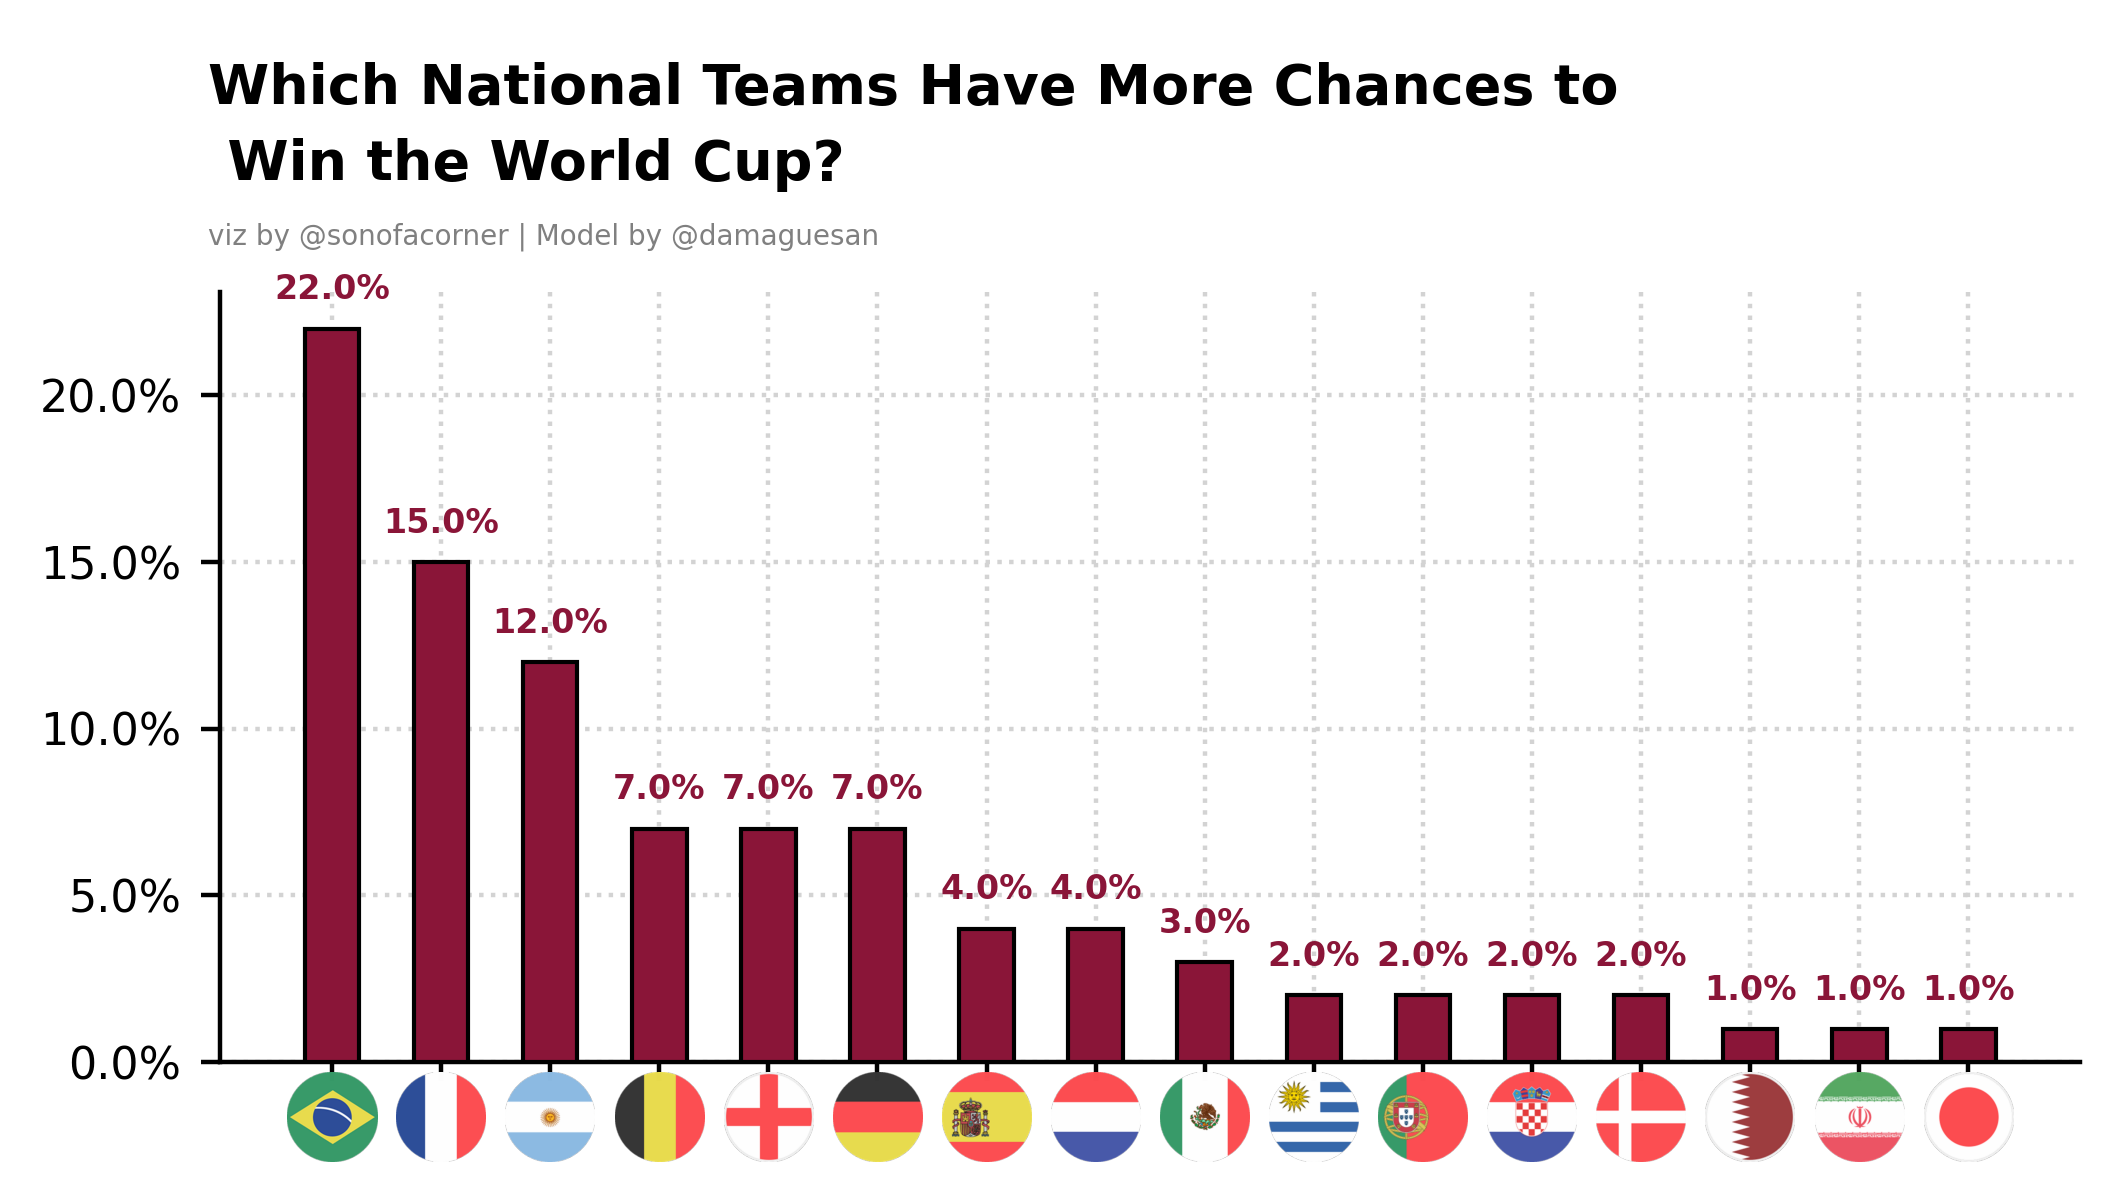 Which National Teams Have More Chances to
Win the World Cup?
viz by @sonofacorner | Model by @damaguesan
22.0%
20.0%
15.0%
15.0%
12.0%
10.0%
7.0% 7.0% 7.0%
5.0%
4.0% 4.0%
3.0%
2.0% 2.0% 2.0% 2.0%
1.0% 1.0% 1.0%
0.0%